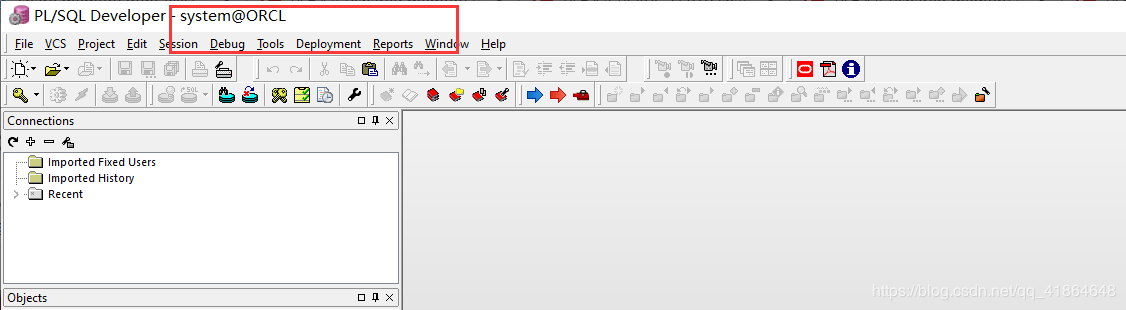 PL/SQL Developer - system@ORCL
File VCS Project Edit Session Debug Tools Deployment Reports Window Help
SQL
Connections
Imported Fixed Users
Imported History
Recent
Objects
https://blog.csdn.net/qq_41864648